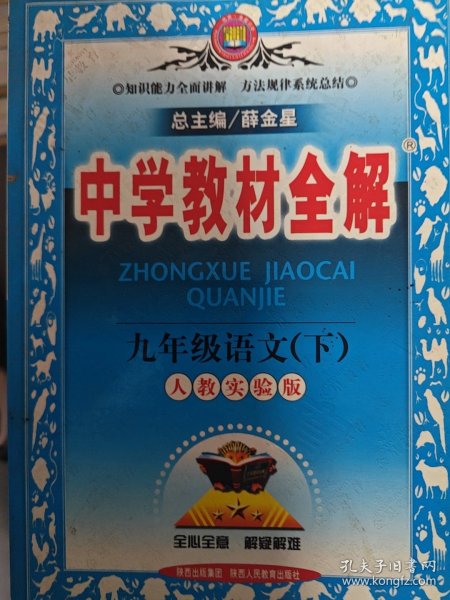 ◎知识能力全面讲解 方法规律系统总结◎
总主编/薛金星
中学教材全解®
ZHONGXUE JIAOCAI
QUANJIE
九年级语文(下)
人教实验版
全心全意 解疑解难
陕西出版集团 陕西人民教育出版社
孔夫子旧书网
book.kongfz.com